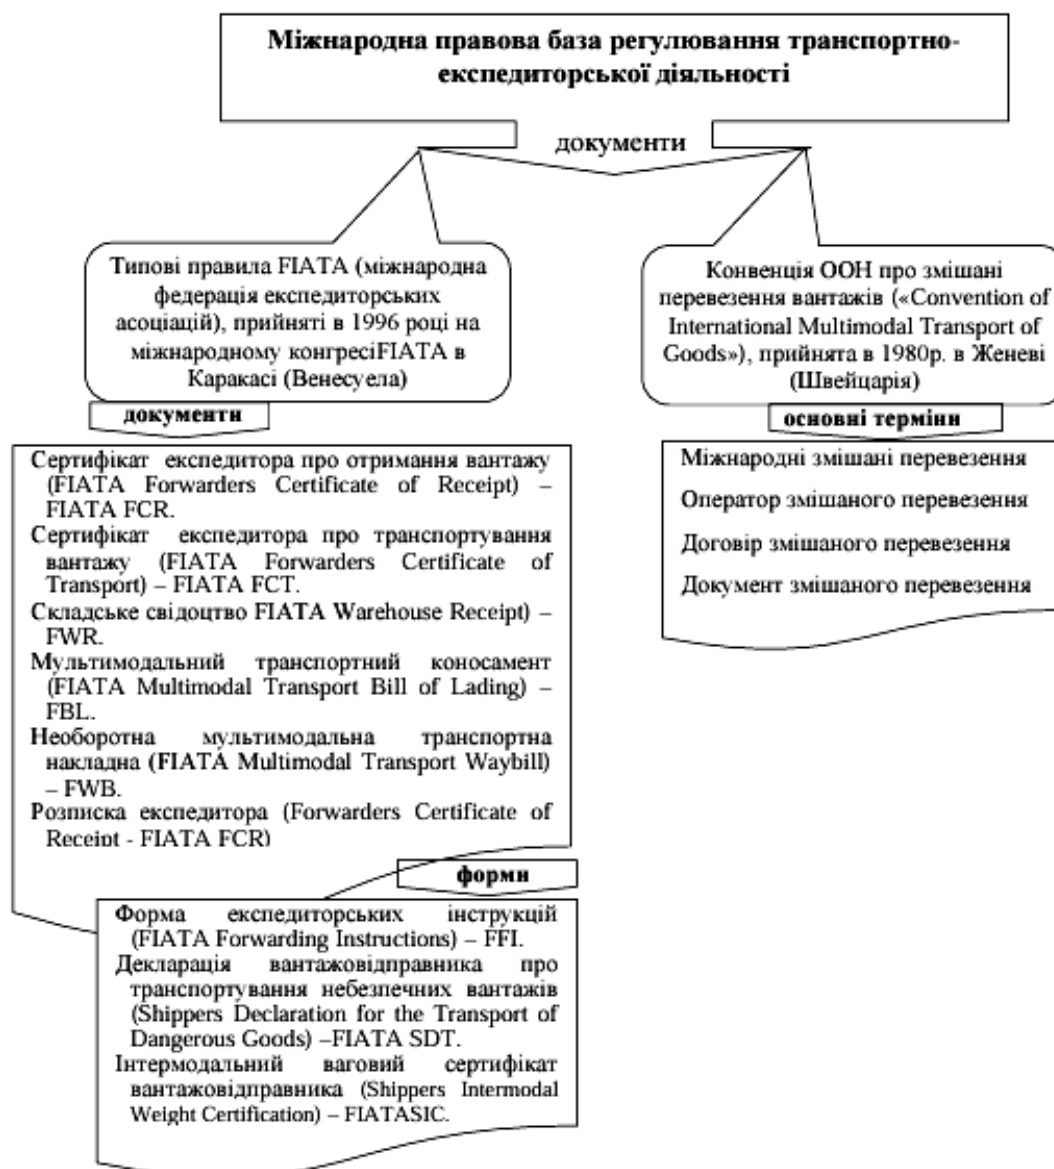 Міжнародна правова база регулювання транспортно-
експедиторської діяльності
документи
Типові правила FIATA (міжнародна
федерація експедиторських
асоціацій), прийняті в 1996 році на
міжнародному конгресіFIATA в
Каракасі (Венесуела)
документи
Сертифікат експедитора про отримання вантажу
(FIATA Forwarders Certificate of Receipt) –
FIATA FCR.
Сертифікат експедитора про транспортування
вантажу (FIATA Forwarders Certificate of
Transport) – FIATA FCT.
Складське свідоцтво FIATA Warehouse Receipt) –
FWR.
Мультимодальний транспортний коносамент
(FIATA Multimodal Transport Bill of Lading) –
FBL.
Необоротна мультимодальна транспортна
накладна (FIATA Multimodal Transport Waybill)
– FWB.
Розписка експедитора (Forwarders Certificate of
Receipt - FIATA FCR)
форми
Форма експедиторських інструкцій
(FIATA Forwarding Instructions) – FFI.
Декларація вантажовідправника про
транспортування небезпечних вантажів
(Shippers Declaration for the Transport of
Dangerous Goods) –FIATA SDT.
Інтермодальний ваговий сертифікат
вантажовідправника (Shippers Intermodal
Weight Certification) – FIATASIC.
Конвенція ООН про змішані
перевезення вантажів («Convention of
International Multimodal Transport of
Goods»), прийнята в 1980р. в Женеві
(Швейцарія)
основні терміни
Міжнародні змішані перевезення
Оператор змішаного перевезення
Договір змішаного перевезення
Документ змішаного перевезення